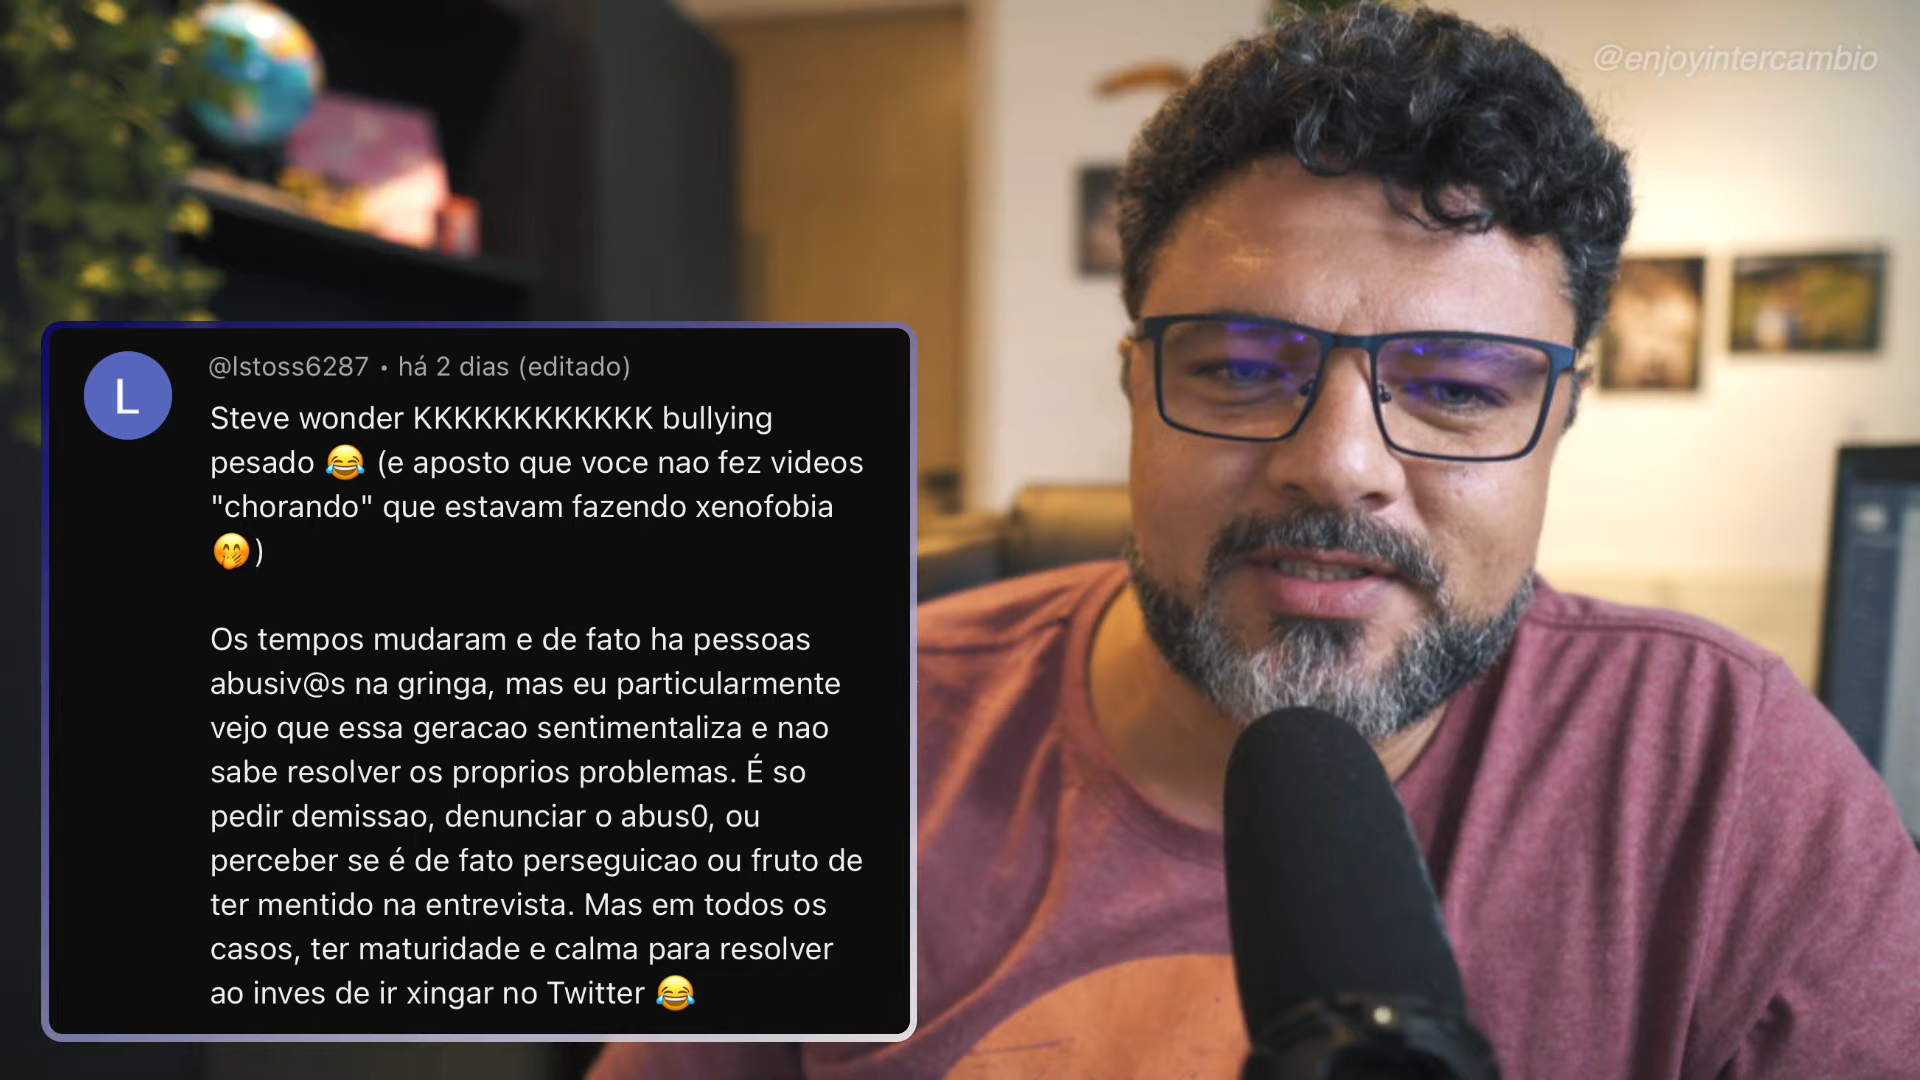 @enjoyintercambio
L
@lstoss6287 • há 2 dias (editado)
Steve wonder KKKKKKKKKKKK bullying
pesado 😂 (e aposto que voce nao fez videos
"chorando" que estavam fazendo xenofobia
🤭)
Os tempos mudaram e de fato ha pessoas
abusiv@s na gringa, mas eu particularmente
vejo que essa geracao sentimentaliza e nao
sabe resolver os proprios problemas. É so
pedir demissao, denunciar o abus0, ou
perceber se é de fato perseguicao ou fruto de
ter mentido na entrevista. Mas em todos os
casos, ter maturidade e calma para resolver
ao inves de ir xingar no Twitter 😂